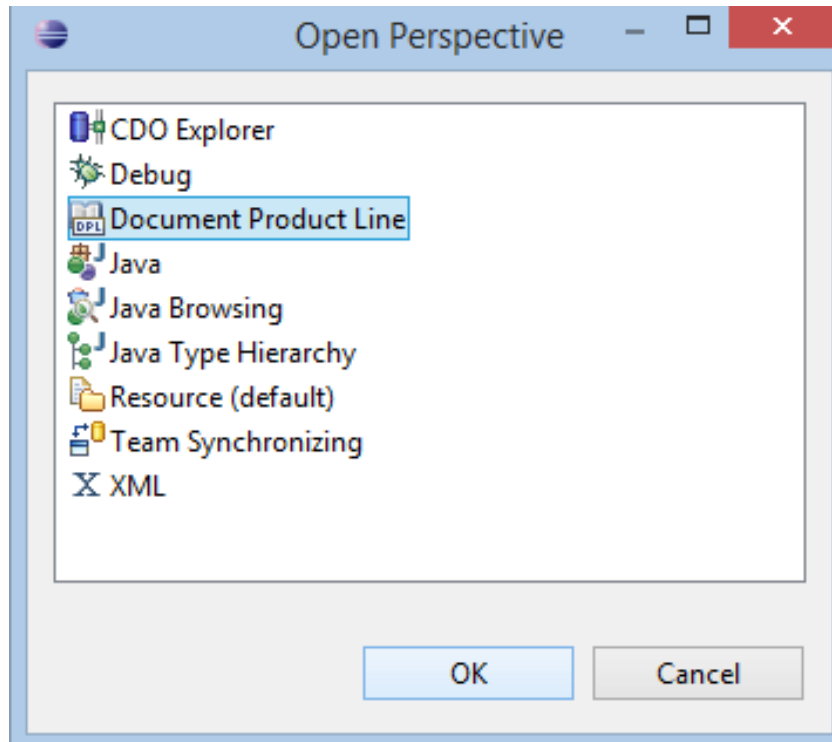 Open Perspective
CDO Explorer
Debug
DPL Document Product Line
Java
Java Browsing
Java Type Hierarchy
Resource (default)
Team Synchronizing
XML
OK Cancel